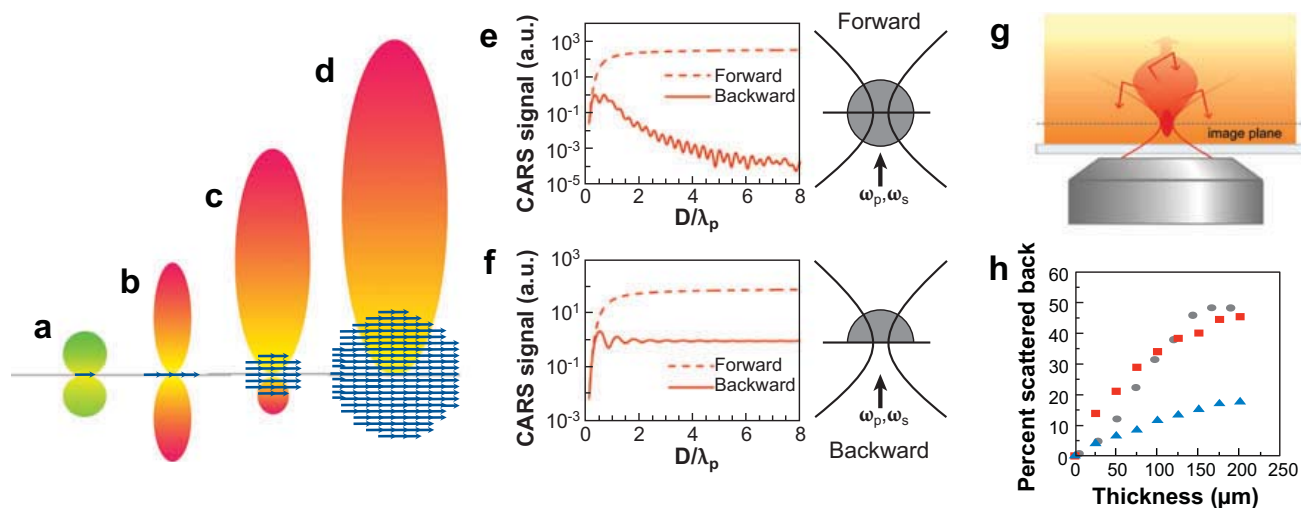 a
b
c
d
e
CARS signal (a.u.)
10³
10¹
10⁻¹
10⁻³
10⁻⁵
Forward
Backward
0 2 4 6 8
D/λp
Forward
ωp,ωs
f
CARS signal (a.u.)
10³
10²
10⁰
10⁻¹
10⁻³
Forward
Backward
0 2 4 6 8
D/λp
ωp,ωs
Backward
g
image plane
h
Percent scattered back
60
50
40
30
20
10
0
0 50 100 150 200 250
Thickness (µm)